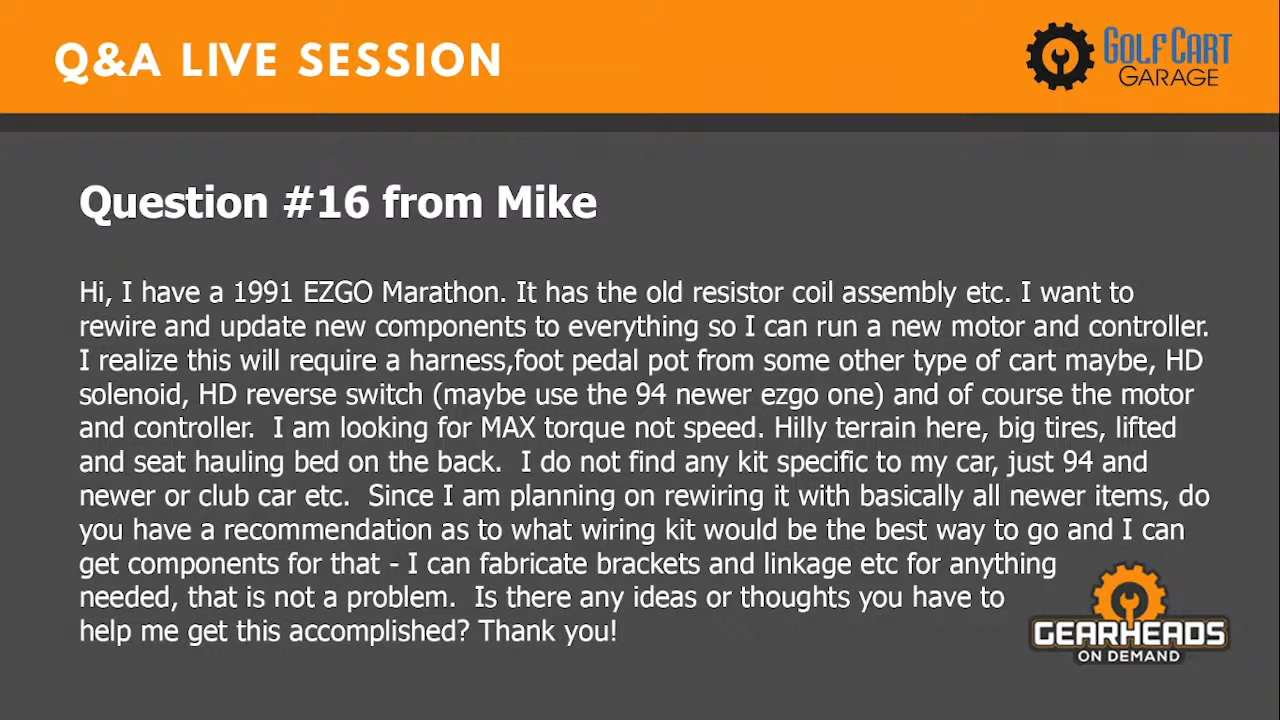 Q&A LIVE SESSION
GOLF CART
GARAGE
Question #16 from Mike
Hi, I have a 1991 EZGO Marathon. It has the old resistor coil assembly etc. I want to
rewire and update new components to everything so I can run a new motor and controller.
I realize this will require a harness,foot pedal pot from some other type of cart maybe, HD
solenoid, HD reverse switch (maybe use the 94 newer ezgo one) and of course the motor
and controller.  I am looking for MAX torque not speed. Hilly terrain here, big tires, lifted
and seat hauling bed on the back.  I do not find any kit specific to my car, just 94 and
newer or club car etc.  Since I am planning on rewiring it with basically all newer items, do
you have a recommendation as to what wiring kit would be the best way to go and I can
get components for that - I can fabricate brackets and linkage etc for anything
needed, that is not a problem.  Is there any ideas or thoughts you have to
help me get this accomplished? Thank you!
GEARHEADS
ON DEMAND